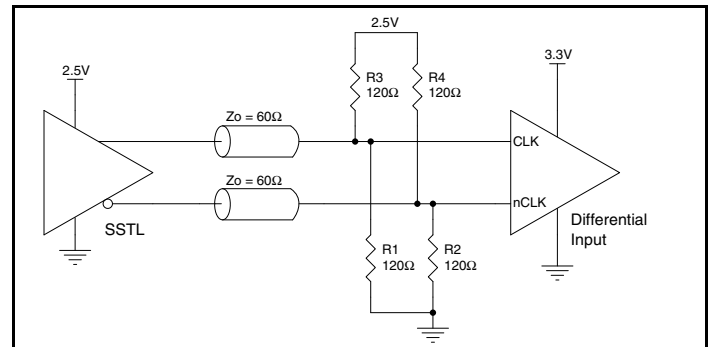 2.5V
3.3V
2.5V
R3
120Ω
R4
120Ω
Zo = 60Ω
CLK
Zo = 60Ω
nCLK
SSTL
Differential
Input
R1
120Ω
R2
120Ω